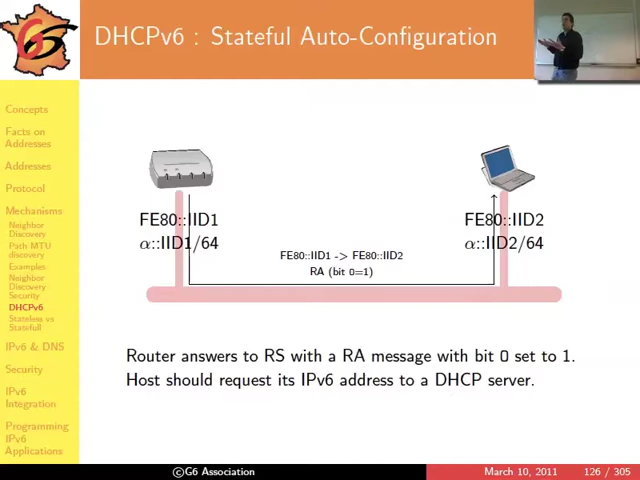 G6
DHCPv6 : Stateful Auto-Configuration
Concepts
Facts on
Addresses
Addresses
Protocol
Mechanisms
Neighbor
Discovery
Path MTU
discovery
Examples
Neighbor
Discovery
Security
DHCPv6
Stateless vs
Statefull
IPv6 & DNS
Security
IPv6
Integration
Programming
IPv6
Applications
FE80::IID1
α::IID1/64
FE80::IID2
α::IID2/64
FE80::IID1 -> FE80::IID2
RA (bit O=1)
Router answers to RS with a RA message with bit O set to 1.
Host should request its IPv6 address to a DHCP server.
©G6 Association
March 10, 2011
126 / 305